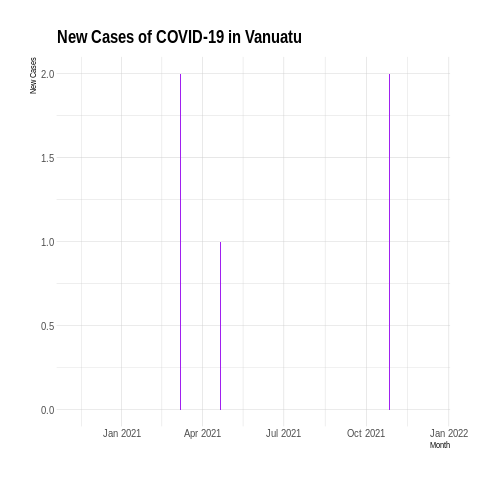 New Cases of COVID-19 in Vanuatu
New Cases
2.0
1.5
1.0
0.5
0.0
Jan 2021 Apr 2021 Jul 2021 Oct 2021 Jan 2022
Month